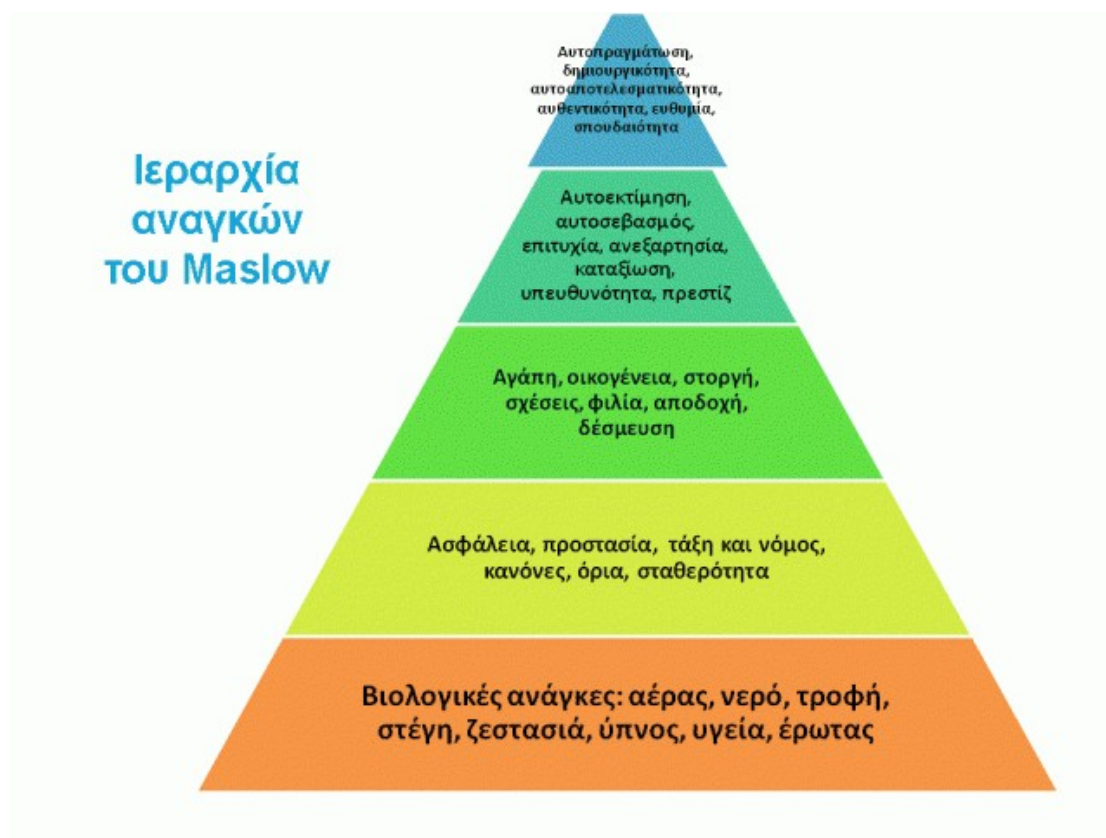 Ιεραρχία
αναγκών
του Maslow
Αυτοπραγμάτωση,
δημιουργικότητα,
αυτοαποτελεσματικότητα,
αυθεντικότητα, ευθυμία,
σπουδαιότητα
Αυτοεκτίμηση,
αυτοσεβασμός,
επιτυχία, ανεξαρτησία,
καταξίωση,
υπευθυνότητα, πρεστίζ
Αγάπη, οικογένεια, στοργή,
σχέσεις, φιλία, αποδοχή,
δέσμευση
Ασφάλεια, προστασία, τάξη και νόμος,
κανόνες, όρια, σταθερότητα
Βιολογικές ανάγκες: αέρας, νερό, τροφή,
στέγη, ζεστασιά, ύπνος, υγεία, έρωτας